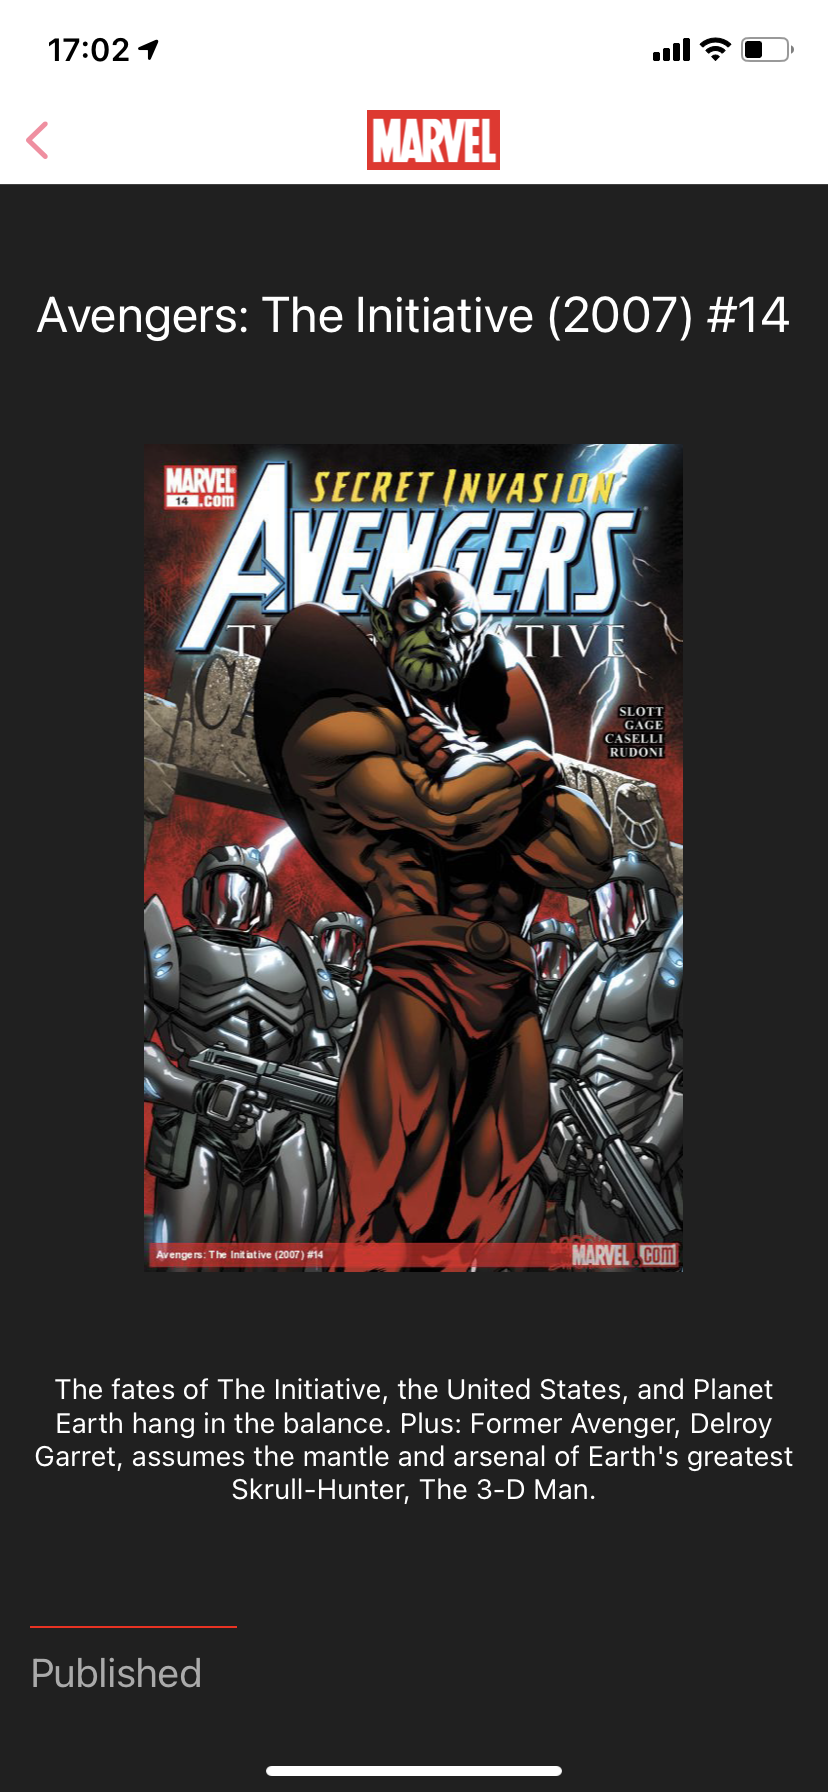 17:02
MARVEL
Avengers: The Initiative (2007) #14
MARVEL
14 .COM
SECRET INVASION
AVENGERS
TIVE
SLOTT
GAGE
CASELLI
RUDONI
Avengers: The Initiative (2007) #14
MARVEL.COM
The fates of The Initiative, the United States, and Planet
Earth hang in the balance. Plus: Former Avenger, Delroy
Garret, assumes the mantle and arsenal of Earth's greatest
Skrull-Hunter, The 3-D Man.
Published